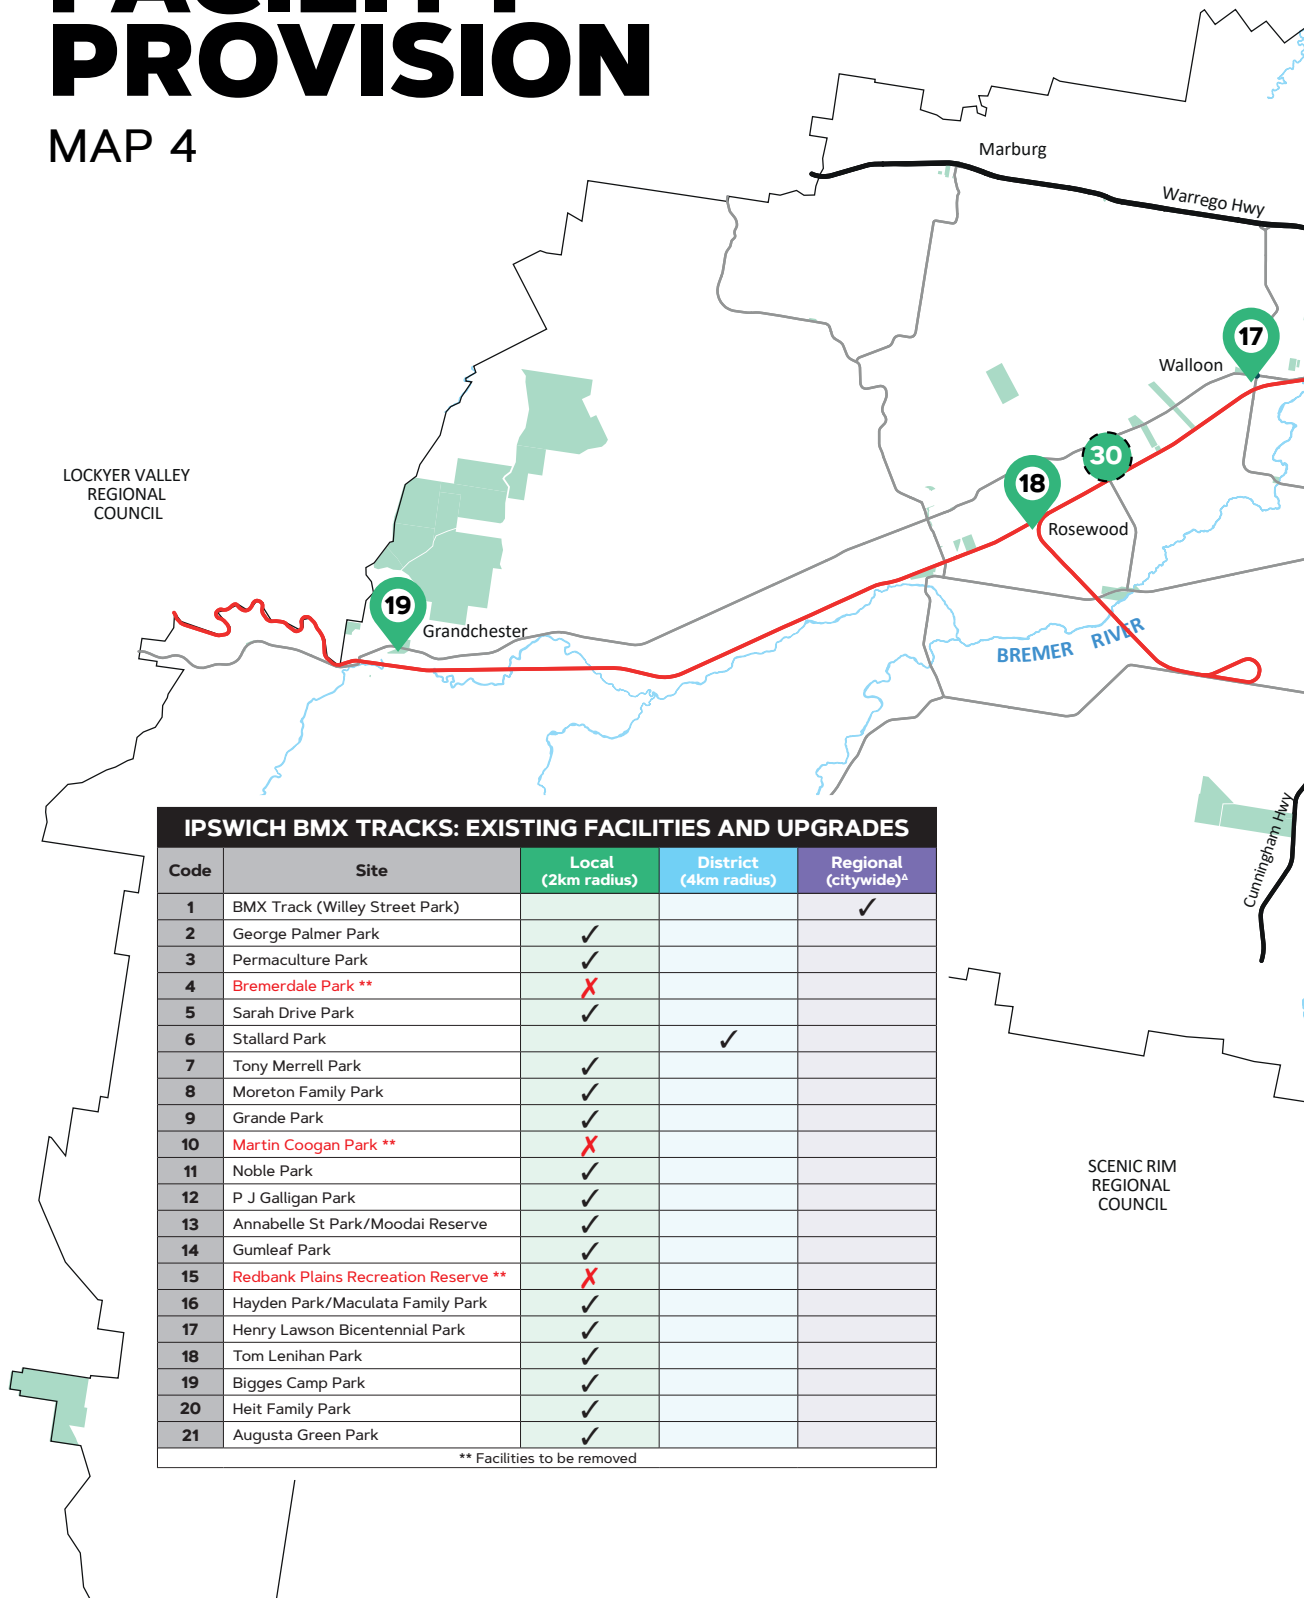 FACILITY
PROVISION
MAP 4
Marburg
Warrego Hwy
17
Walloon
30
18
Rosewood
LOCKYER VALLEY
REGIONAL
COUNCIL
19
Grandchester
BREMER RIVER
Cunningham Hwy
IPSWICH BMX TRACKS: EXISTING FACILITIES AND UPGRADES
Code Site Local (2km radius) District (4km radius) Regional (citywide)Δ
1 BMX Track (Willey Street Park) ✓
2 George Palmer Park ✓
3 Permaculture Park ✓
4 Bremerdale Park ** ✗
5 Sarah Drive Park ✓
6 Stallard Park ✓
7 Tony Merrell Park ✓
8 Moreton Family Park ✓
9 Grande Park ✓
10 Martin Coogan Park ** ✗
11 Noble Park ✓
12 P J Galligan Park ✓
13 Annabelle St Park/Moodai Reserve ✓
14 Gumleaf Park ✓
15 Redbank Plains Recreation Reserve ** ✗
16 Hayden Park/Maculata Family Park ✓
17 Henry Lawson Bicentennial Park ✓
18 Tom Lenihan Park ✓
19 Bigges Camp Park ✓
20 Heit Family Park ✓
21 Augusta Green Park ✓
** Facilities to be removed
SCENIC RIM
REGIONAL
COUNCIL